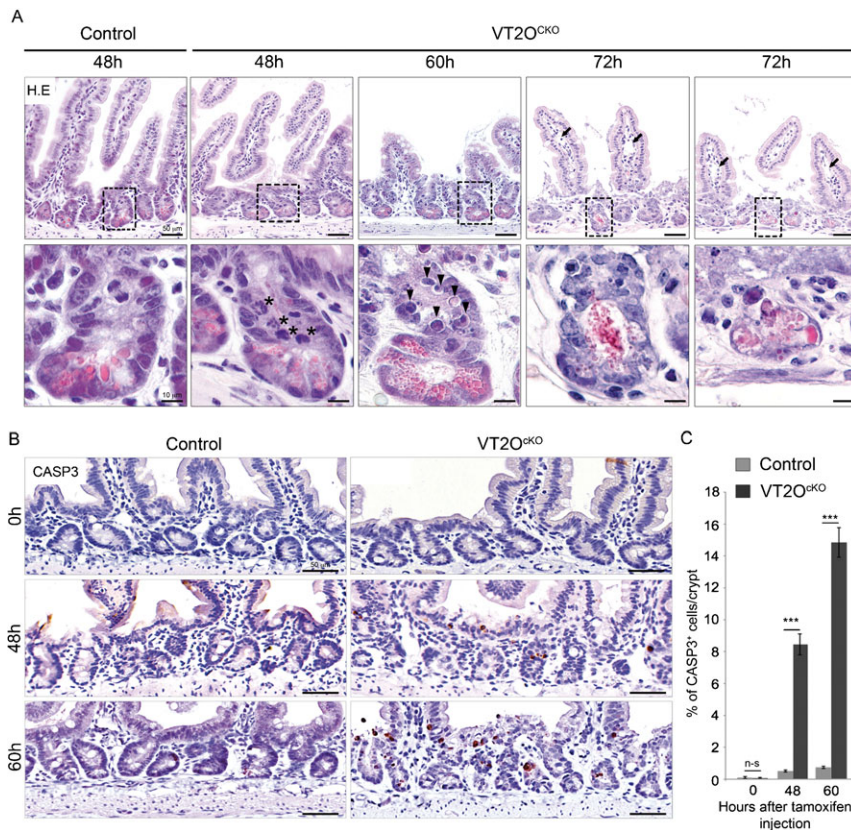 A
Control
VT2O^CKO
48h
48h
60h
72h
72h
H.E
50 µm
*
*
* * *
10 µm
B
Control
VT2O^cKO
CASP3
0h
50 µm
48h
60h
C
Control
VT2O^cKO
% of CASP3⁺ cells/crypt
18
16
14
12
10
8
6
4
2
0
n-s
***
***
0 48 60
Hours after tamoxifen
injection